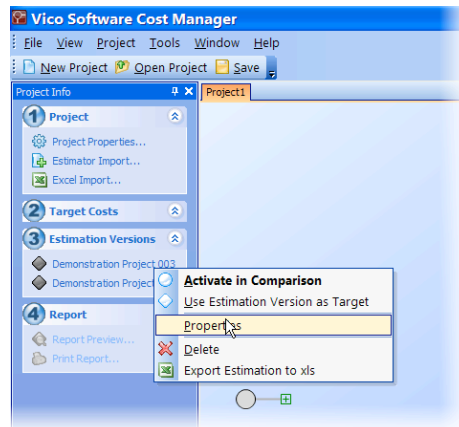 Vico Software Cost Manager
File View Project Tools Window Help
New Project Open Project Save
Project Info Project1
1 Project
Project Properties...
Estimator Import...
Excel Import...
2 Target Costs
3 Estimation Versions
Demonstration Project 003
Demonstration Project
Activate in Comparison
Use Estimation Version as Target
Properties
Delete
Export Estimation to xls
4 Report
Report Preview...
Print Report...